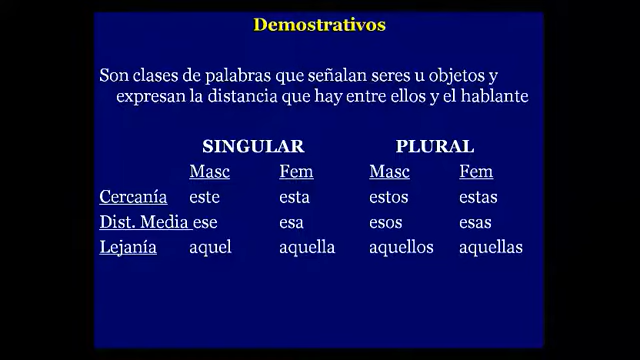 Demostrativos
Son clases de palabras que señalan seres u objetos y
expresan la distancia que hay entre ellos y el hablante
SINGULAR PLURAL
Masc Fem Masc Fem
Cercanía este esta estos estas
Dist. Media ese esa esos esas
Lejanía aquel aquella aquellos aquellas